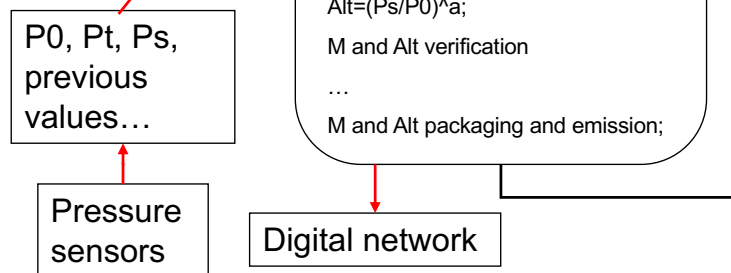 P0, Pt, Ps,
previous
values…
Alt=(Ps/P0)^a;
M and Alt verification
…
M and Alt packaging and emission;
Pressure
sensors
Digital network